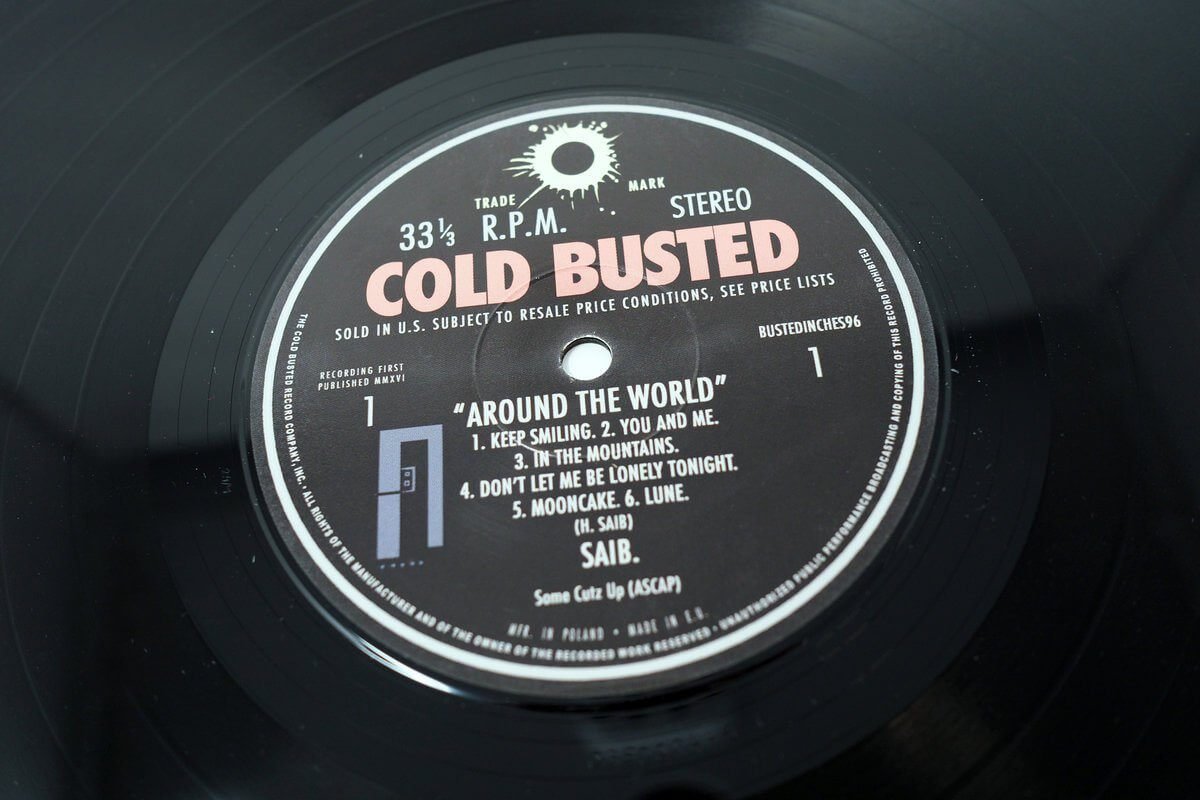 TRADE MARK
33⅓ R.P.M. STEREO
COLD BUSTED
SOLD IN U.S. SUBJECT TO RESALE PRICE CONDITIONS, SEE PRICE LISTS
RECORDING FIRST
PUBLISHED MMXVI
1
BUSTEDINCHES96
1
"AROUND THE WORLD"
1. KEEP SMILING. 2. YOU AND ME.
3. IN THE MOUNTAINS.
4. DON'T LET ME BE LONELY TONIGHT.
5. MOONCAKE. 6. LUNE.
(H. SAIB)
SAIB.
Some Cutz Up (ASCAP)
MFR. IN POLAND • MADE IN E.U.
THE COLD BUSTED RECORD COMPANY, INC. • ALL RIGHTS OF THE MANUFACTURER AND OF THE OWNER OF THE RECORDED WORK RESERVED • UNAUTHORIZED PUBLIC PERFORMANCE BROADCASTING AND COPYING OF THIS RECORD PROHIBITED